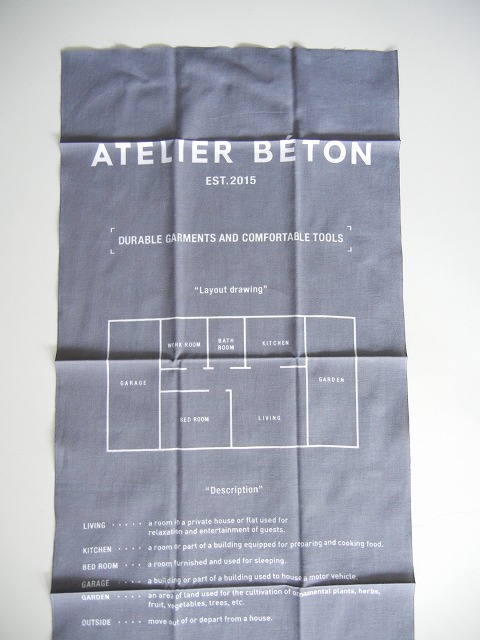 ATELIER BÉTON
EST. 2015
DURABLE GARMENTS AND COMFORTABLE TOOLS
"Layout drawing"
WORK ROOM
BATH
ROOM
KITCHEN
GARAGE
GARDEN
BED ROOM
LIVING
"Description"
LIVING ····· a room in a private house or flat used for
relaxation and entertainment of guests.
KITCHEN ···· a room or part of a building equipped for preparing and cooking food.
BED ROOM ··· a room furnished and used for sleeping.
GARAGE ···· a building or part of a building used to house a motor vehicle.
GARDEN ···· an area of land used for the cultivation of ornamental plants, herbs,
fruit, vegetables, trees, etc.
OUTSIDE ···· move out of or depart from a house.